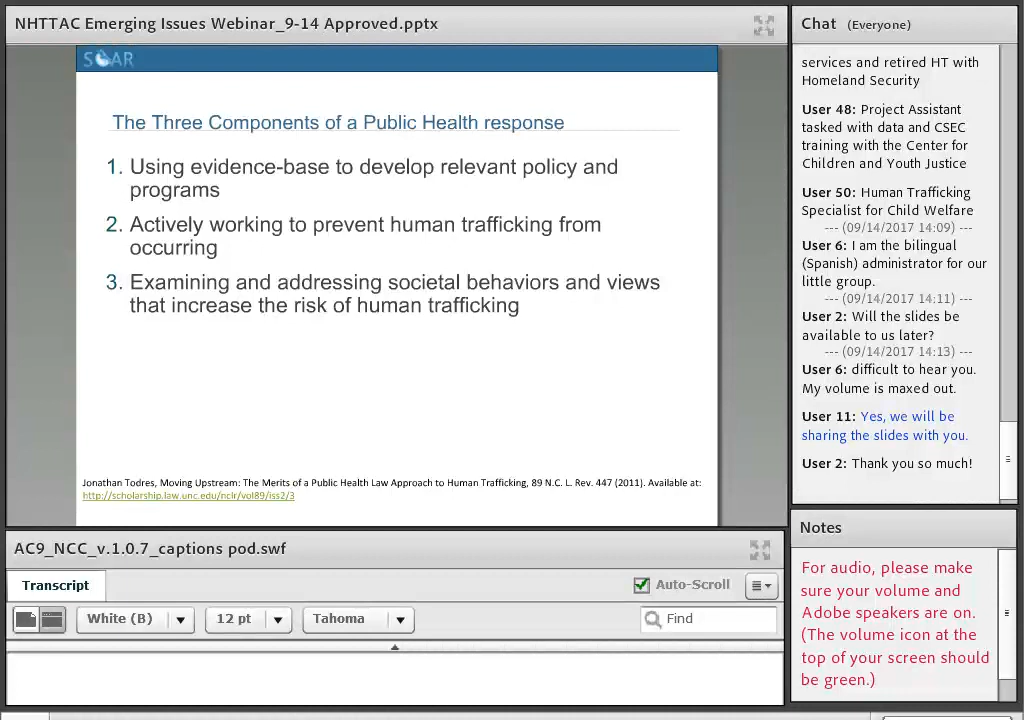 NHTTAC Emerging Issues Webinar_9-14 Approved.pptx
SOAR
The Three Components of a Public Health response
1. Using evidence-base to develop relevant policy and
programs
2. Actively working to prevent human trafficking from
occurring
3. Examining and addressing societal behaviors and views
that increase the risk of human trafficking
Jonathan Todres, Moving Upstream: The Merits of a Public Health Law Approach to Human Trafficking, 89 N.C. L. Rev. 447 (2011). Available at:
http://scholarship.law.unc.edu/nclr/vol89/iss2/3
AC9_NCC_v.1.0.7_captions pod.swf
Transcript
Auto-Scroll
White (B)
12 pt
Tahoma
Find
Chat (Everyone)
services and retired HT with
Homeland Security
User 48: Project Assistant
tasked with data and CSEC
training with the Center for
Children and Youth Justice
User 50: Human Trafficking
Specialist for Child Welfare
--- (09/14/2017 14:09) ---
User 6: I am the bilingual
(Spanish) administrator for our
little group.
--- (09/14/2017 14:11) ---
User 2: Will the slides be
available to us later?
--- (09/14/2017 14:13) ---
User 6: difficult to hear you.
My volume is maxed out.
User 11: Yes, we will be
sharing the slides with you.
User 2: Thank you so much!
Notes
For audio, please make
sure your volume and
Adobe speakers are on.
(The volume icon at the
top of your screen should
be green.)